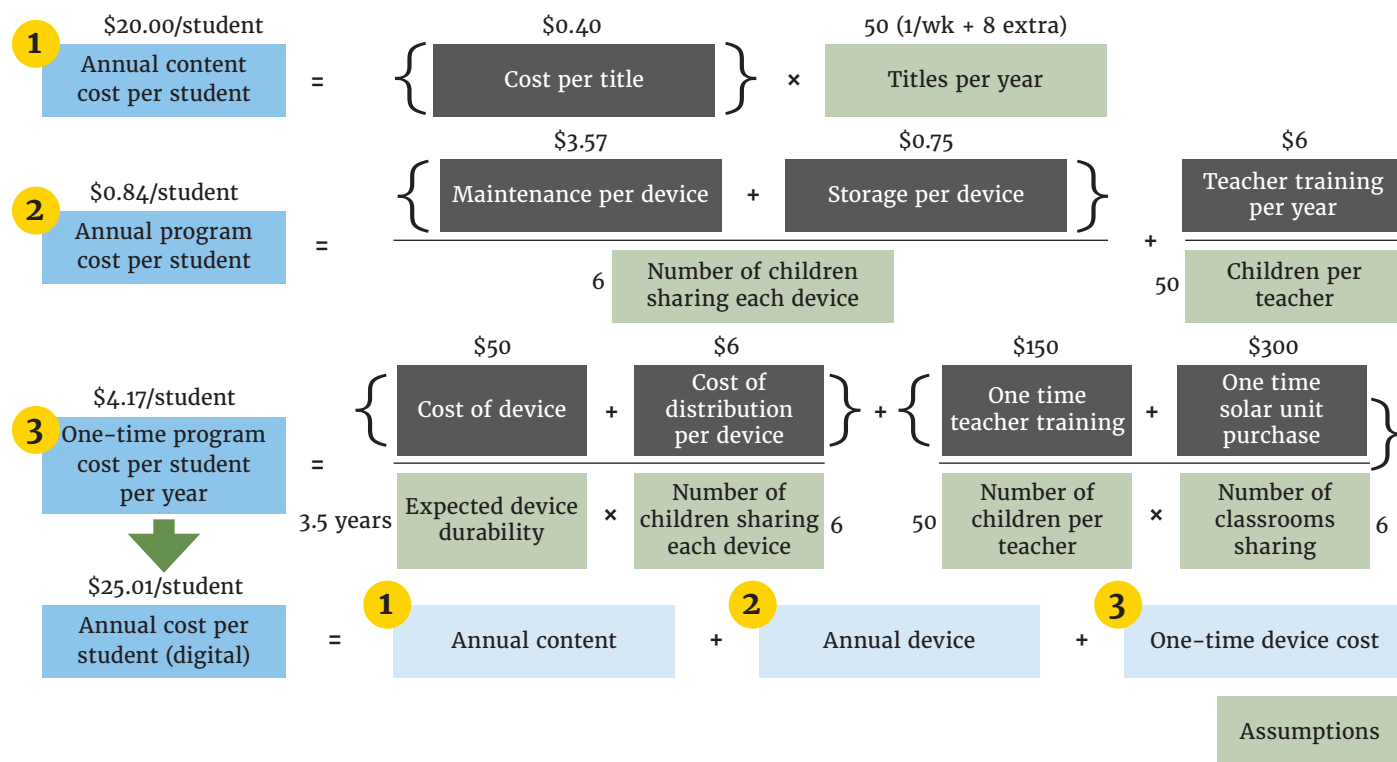 $20.00/student
$0.40
50 (1/wk + 8 extra)
1
Annual content
cost per student
=
{
Cost per title
}
×
Titles per year
$3.57
$0.75
$6
$0.84/student
2
Annual program
cost per student
=
{
Maintenance per device
+
Storage per device
}
+
Teacher training
per year
6
Number of children
sharing each device
50
Children per
teacher
$50
$6
$150
$300
$4.17/student
3
One-time program
cost per student
per year
=
{
Cost of device
+
Cost of
distribution
per device
}
+
{
One time
teacher training
+
One time
solar unit
purchase
}
3.5 years
Expected device
durability
×
Number of
children sharing
each device
6
50
Number of
children per
teacher
×
Number of
classrooms
sharing
6
$25.01/student
Annual cost per
student (digital)
=
1
Annual content
+
2
Annual device
+
3
One-time device cost
Assumptions